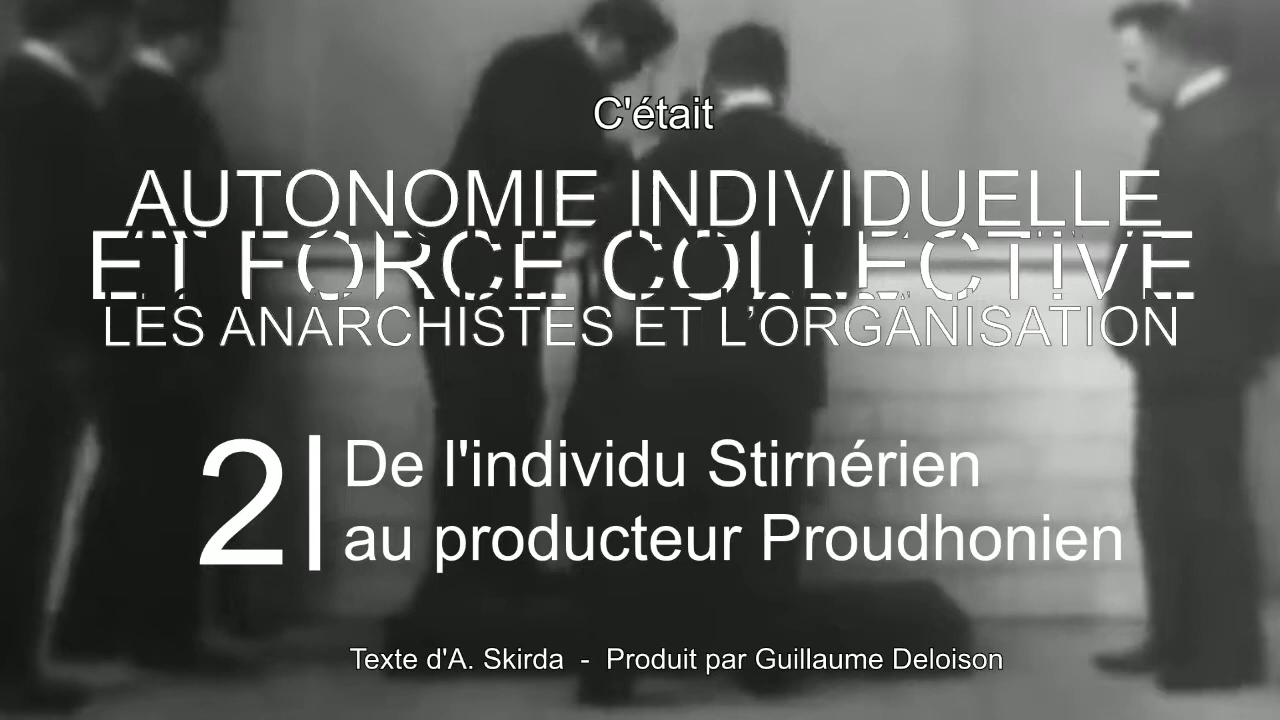 C'était
AUTONOMIE INDIVIDUELLE
ET FORCE COLLECTIVE
LES ANARCHISTES ET L’ORGANISATION
2
De l'individu Stirnérien
au producteur Proudhonien
Texte d'A. Skirda - Produit par Guillaume Deloison